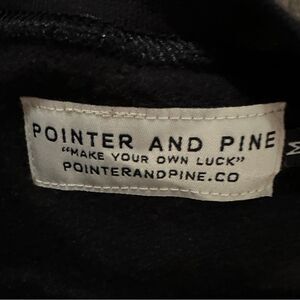 POINTER AND PINE
"MAKE YOUR OWN LUCK"
POINTERANDPINE.CO
M